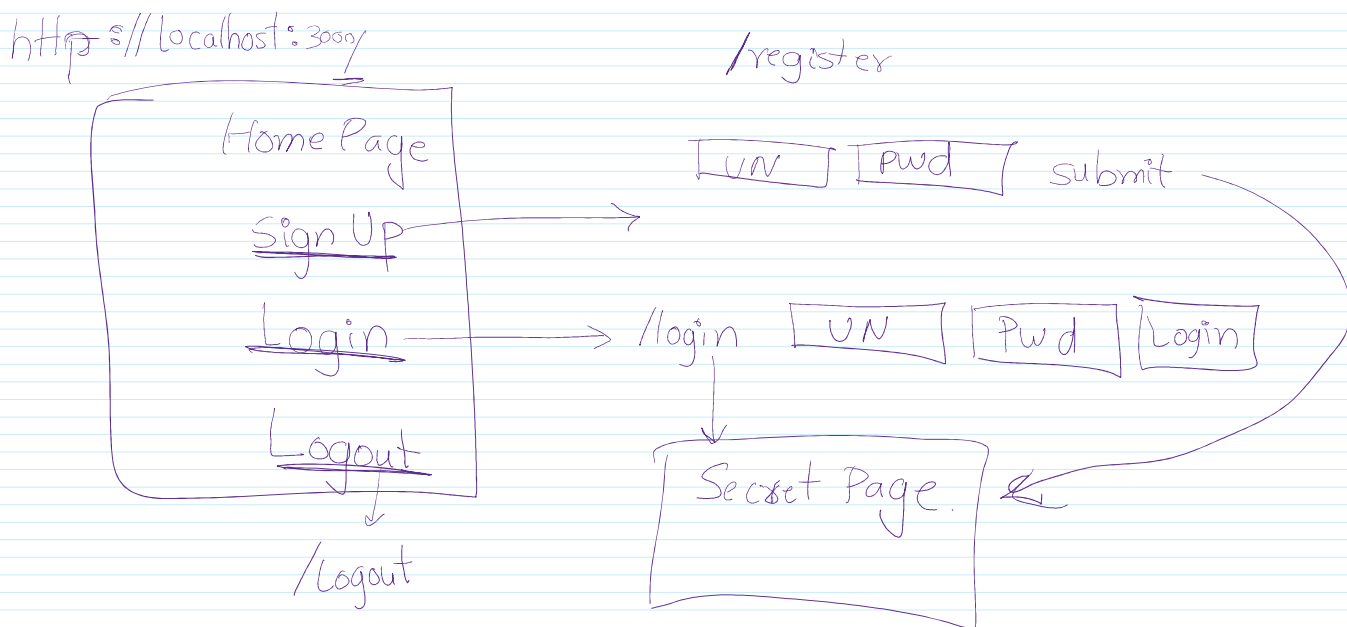 http://localhost:3000/
/register
Home Page
UN
pwd
submit
Sign Up
Login
/login
UN
Pwd
Login
Logout
Secret Page.
/Logout